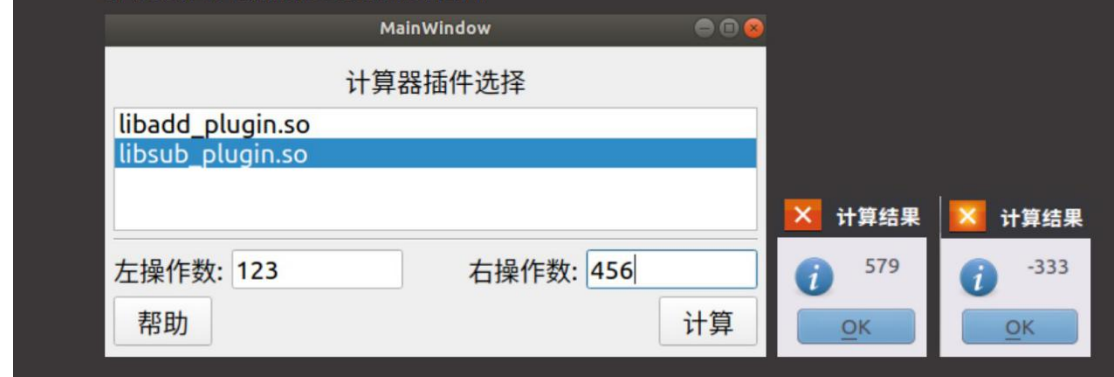 MainWindow
计算器插件选择
libadd_plugin.so
libsub_plugin.so
左操作数: 123
右操作数: 456
帮助
计算
计算结果
579
OK
计算结果
-333
OK